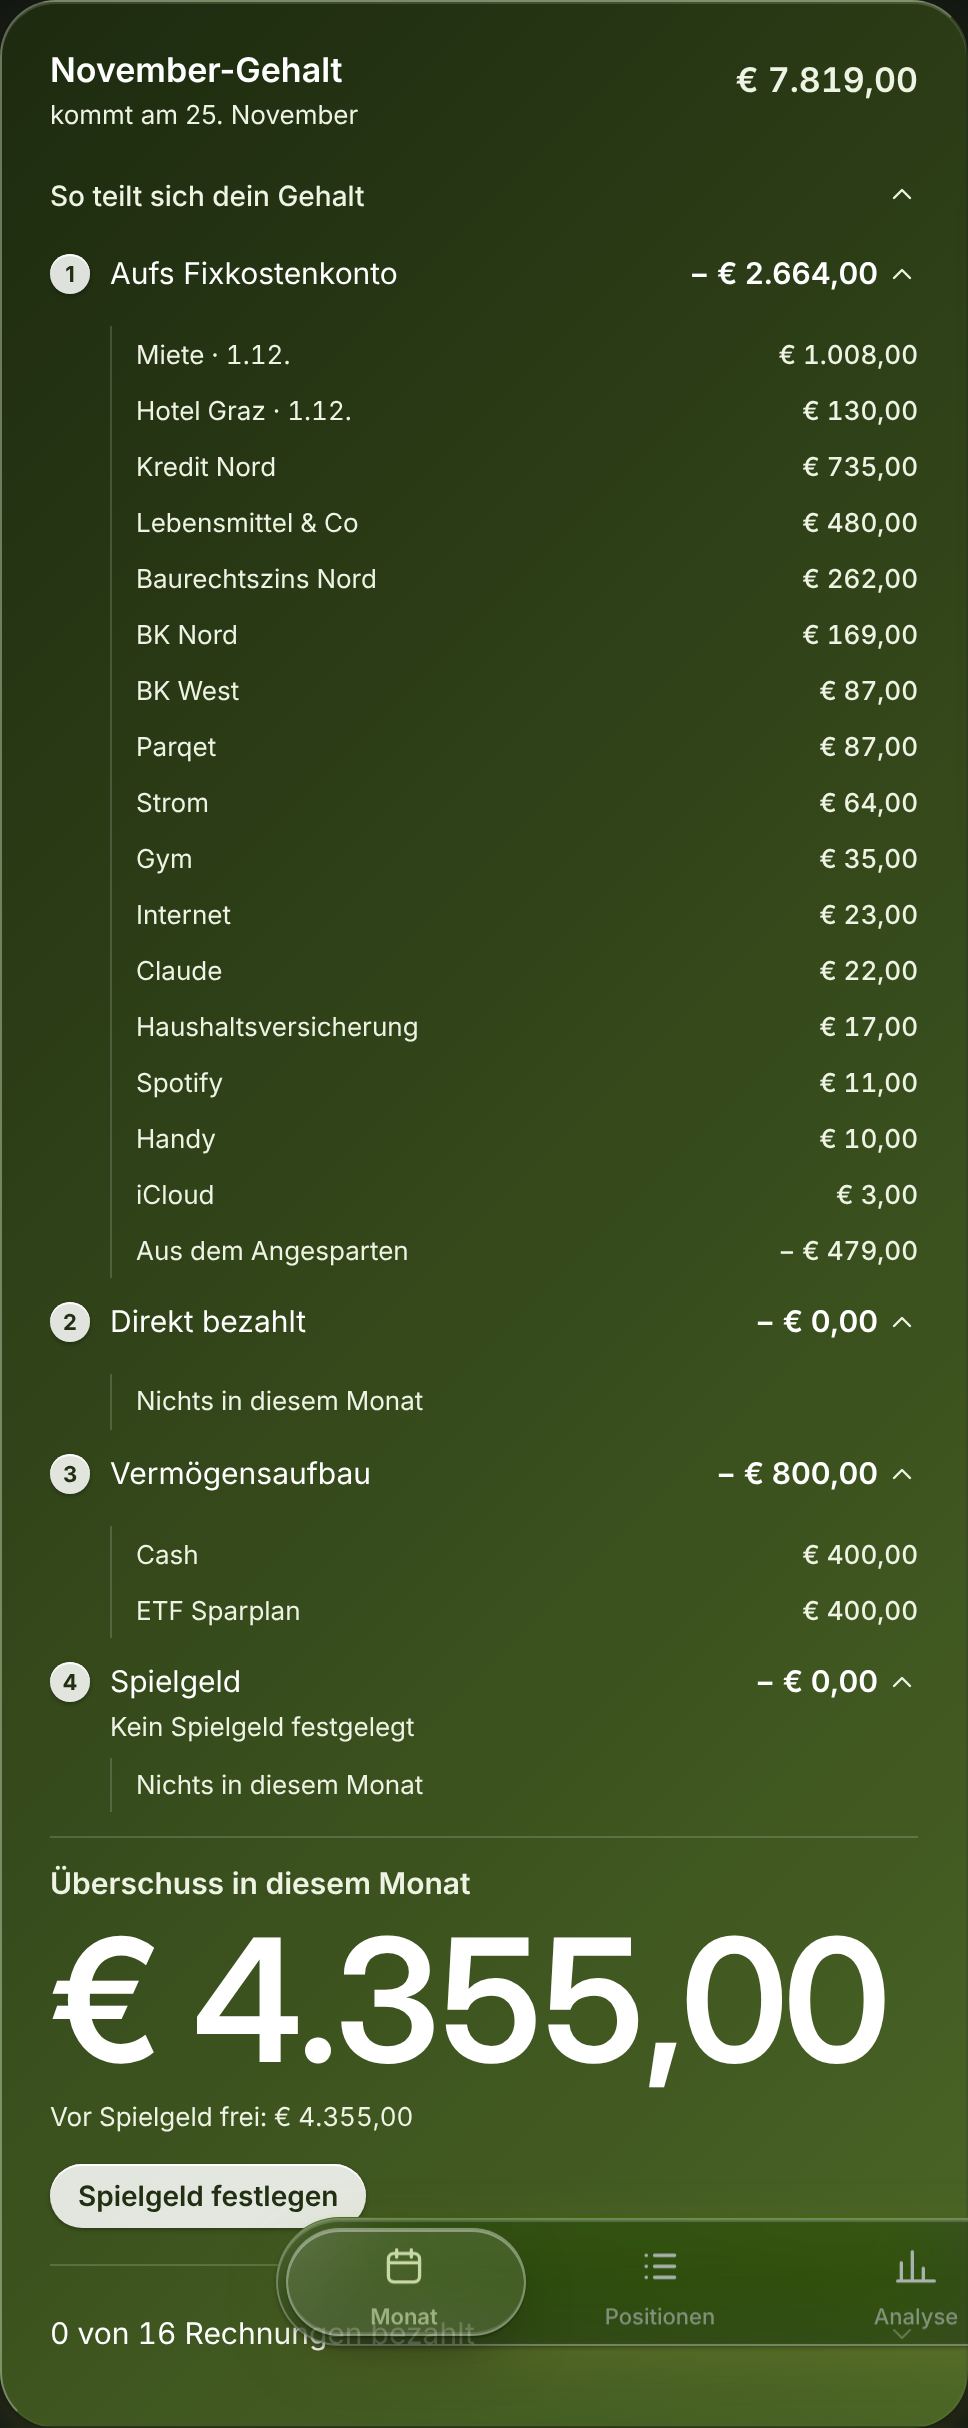 November-Gehalt
€ 7.819,00
kommt am 25. November
So teilt sich dein Gehalt
1 Aufs Fixkostenkonto – € 2.664,00
Miete · 1.12. € 1.008,00
Hotel Graz · 1.12. € 130,00
Kredit Nord € 735,00
Lebensmittel & Co € 480,00
Baurechtszins Nord € 262,00
BK Nord € 169,00
BK West € 87,00
Parqet € 87,00
Strom € 64,00
Gym € 35,00
Internet € 23,00
Claude € 22,00
Haushaltsversicherung € 17,00
Spotify € 11,00
Handy € 10,00
iCloud € 3,00
Aus dem Angesparten – € 479,00
2 Direkt bezahlt – € 0,00
Nichts in diesem Monat
3 Vermögensaufbau – € 800,00
Cash € 400,00
ETF Sparplan € 400,00
4 Spielgeld – € 0,00
Kein Spielgeld festgelegt
Nichts in diesem Monat
Überschuss in diesem Monat
€ 4.355,00
Vor Spielgeld frei: € 4.355,00
Spielgeld festlegen
Monat Positionen Analyse
0 von 16 Rechnungen bezahlt